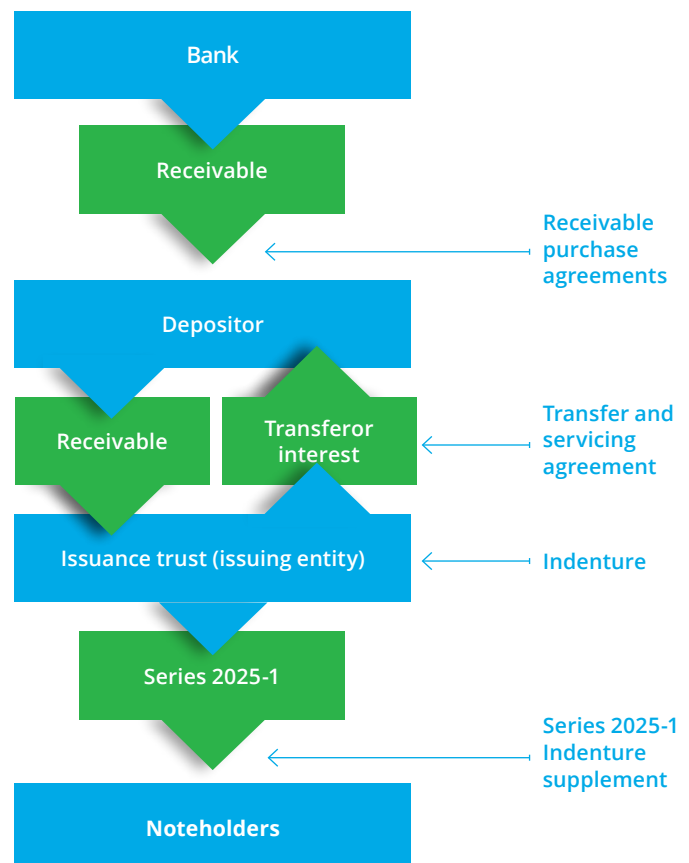 Bank
Receivable
Receivable
purchase
agreements
Depositor
Receivable
Transferor
interest
Transfer and
servicing
agreement
Issuance trust (issuing entity)
Indenture
Series 2025-1
Series 2025-1
Indenture
supplement
Noteholders